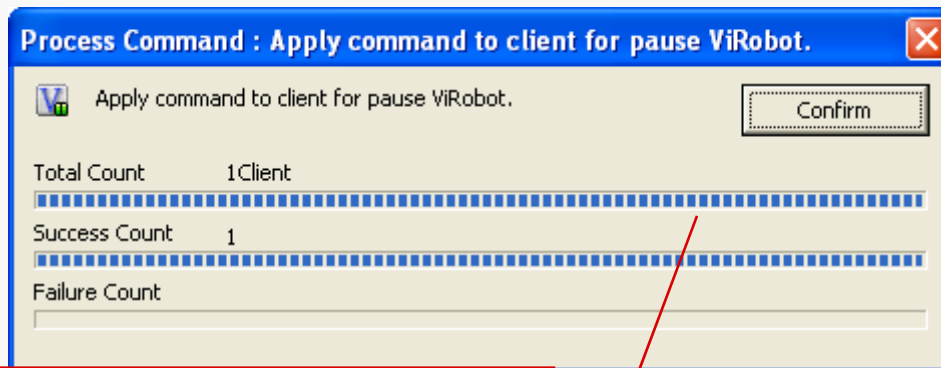 Process Command : Apply command to client for pause ViRobot.
Apply command to client for pause ViRobot.
Confirm
Total Count 1Client
Success Count 1
Failure Count